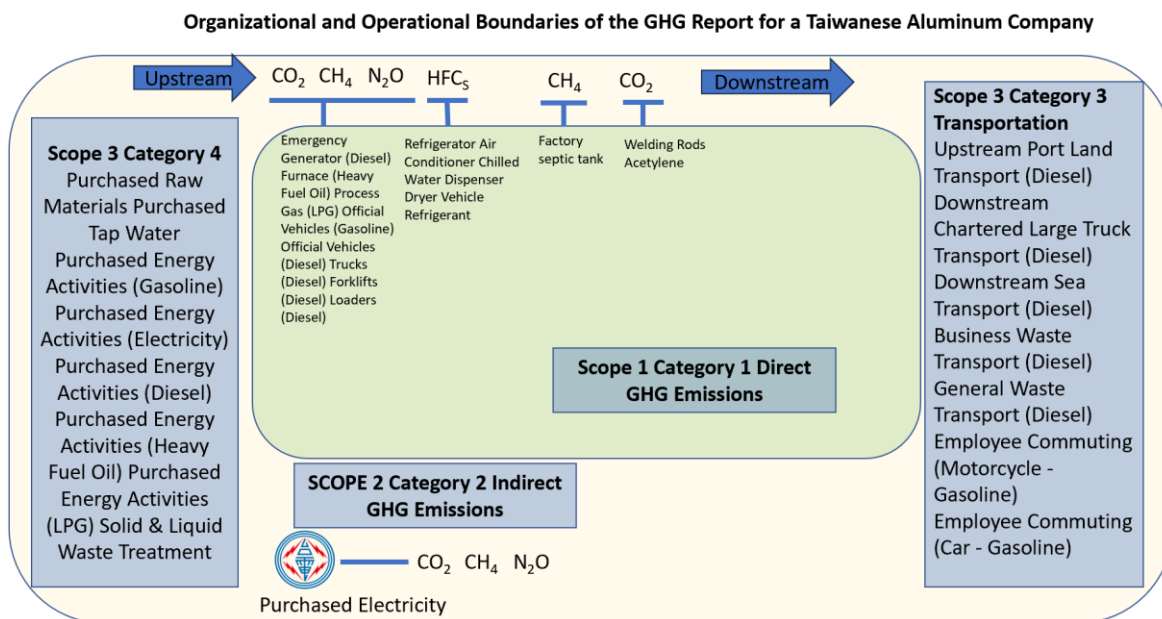 Organizational and Operational Boundaries of the GHG Report for a Taiwanese Aluminum Company
Upstream
CO₂ CH₄ N₂O
HFCₛ
CH₄
CO₂
Downstream
Scope 3 Category 4
Purchased Raw
Materials Purchased
Tap Water
Purchased Energy
Activities (Gasoline)
Purchased Energy
Activities (Electricity)
Purchased Energy
Activities (Diesel)
Purchased Energy
Activities (Heavy
Fuel Oil) Purchased
Energy Activities
(LPG) Solid & Liquid
Waste Treatment
Emergency
Generator (Diesel)
Furnace (Heavy
Fuel Oil) Process
Gas (LPG) Official
Vehicles (Gasoline)
Official Vehicles
(Diesel) Trucks
(Diesel) Forklifts
(Diesel) Loaders
(Diesel)
Refrigerator Air
Conditioner Chilled
Water Dispenser
Dryer Vehicle
Refrigerant
Factory
septic tank
Welding Rods
Acetylene
Scope 1 Category 1 Direct
GHG Emissions
SCOPE 2 Category 2 Indirect
GHG Emissions
CO₂ CH₄ N₂O
Purchased Electricity
Scope 3 Category 3
Transportation
Upstream Port Land
Transport (Diesel)
Downstream
Chartered Large Truck
Transport (Diesel)
Downstream Sea
Transport (Diesel)
Business Waste
Transport (Diesel)
General Waste
Transport (Diesel)
Employee Commuting
(Motorcycle -
Gasoline)
Employee Commuting
(Car - Gasoline)